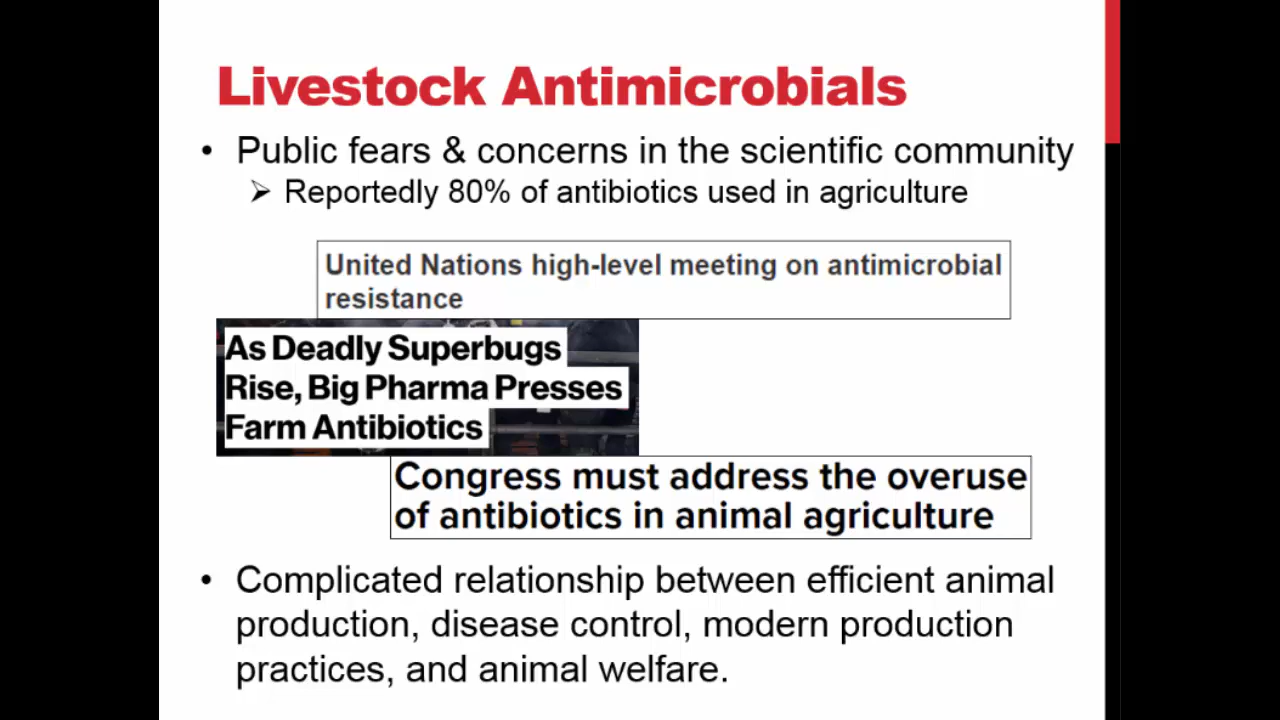 Livestock Antimicrobials
• Public fears & concerns in the scientific community
➢ Reportedly 80% of antibiotics used in agriculture
United Nations high-level meeting on antimicrobial
resistance
As Deadly Superbugs
Rise, Big Pharma Presses
Farm Antibiotics
Congress must address the overuse
of antibiotics in animal agriculture
• Complicated relationship between efficient animal
production, disease control, modern production
practices, and animal welfare.